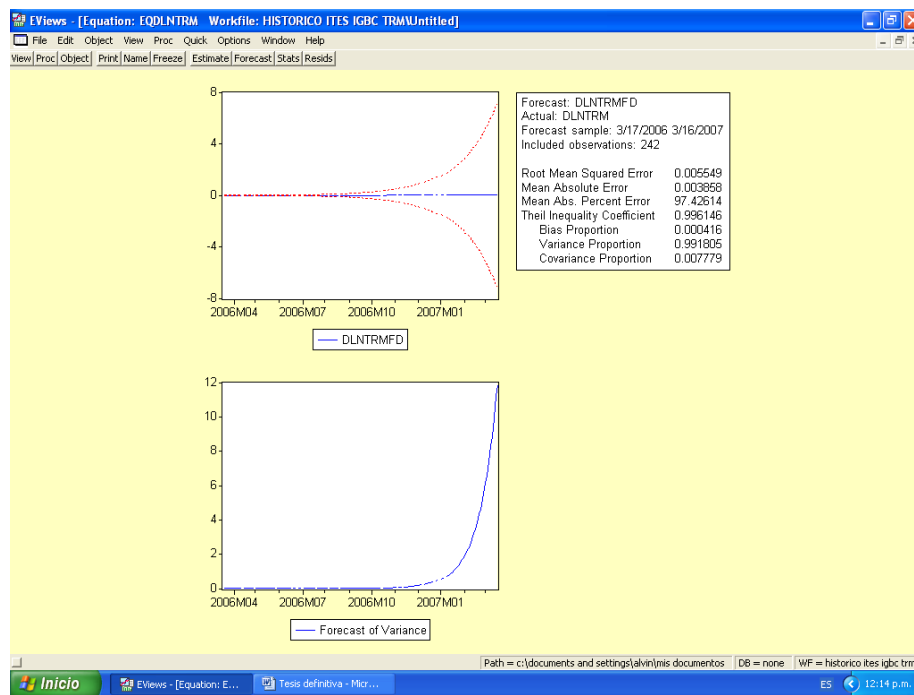 EViews - [Equation: EQDLNTRM Workfile: HISTORICO ITES IGBC TRM\Untitled]
File Edit Object View Proc Quick Options Window Help
View Proc Object Print Name Freeze Estimate Forecast Stats Resids
8
4
0
-4
-8
2006M04 2006M07 2006M10 2007M01
DLNTRMFD
Forecast: DLNTRMFD
Actual: DLNTRM
Forecast sample: 3/17/2006 3/16/2007
Included observations: 242
Root Mean Squared Error 0.005549
Mean Absolute Error 0.003858
Mean Abs. Percent Error 97.42614
Theil Inequality Coefficient 0.996146
Bias Proportion 0.000416
Variance Proportion 0.991805
Covariance Proportion 0.007779
12
10
8
6
4
2
0
2006M04 2006M07 2006M10 2007M01
Forecast of Variance
Path = c:\documents and settings\alvin\mis documentos DB = none WF = historico ites igbc trm
Inicio EViews - [Equation: E... Tesis definitiva - Micr... ES 12:14 p.m.